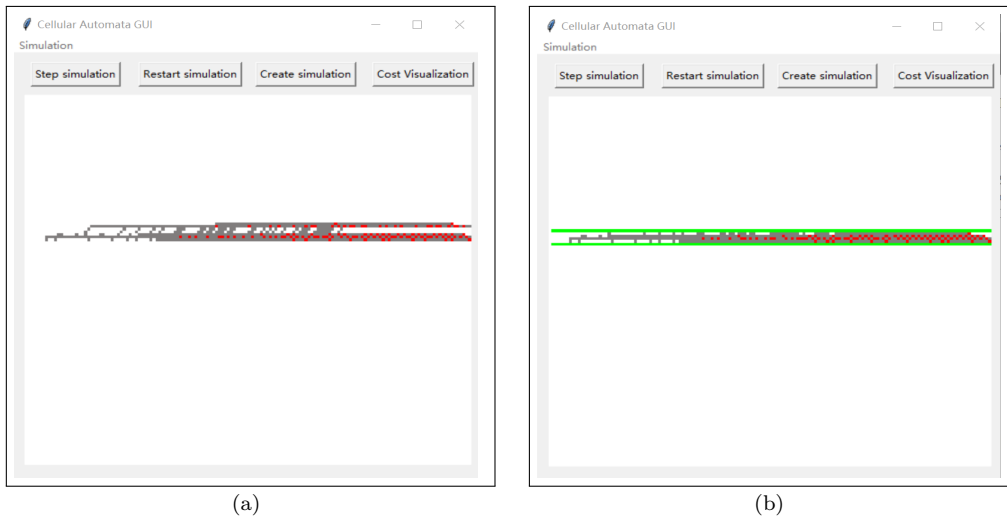 Cellular Automata GUI
Simulation
Step simulation Restart simulation Create simulation Cost Visualization
(a)
Cellular Automata GUI
Simulation
Step simulation Restart simulation Create simulation Cost Visualization
(b)